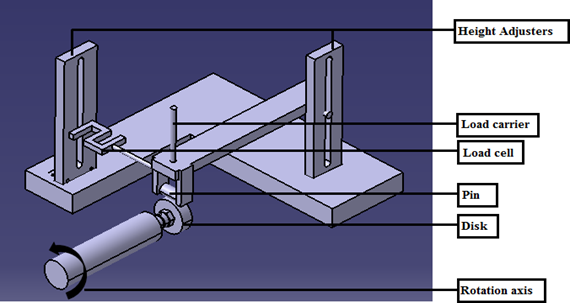 Height Adjusters
Load carrier
Load cell
Pin
Disk
Rotation axis